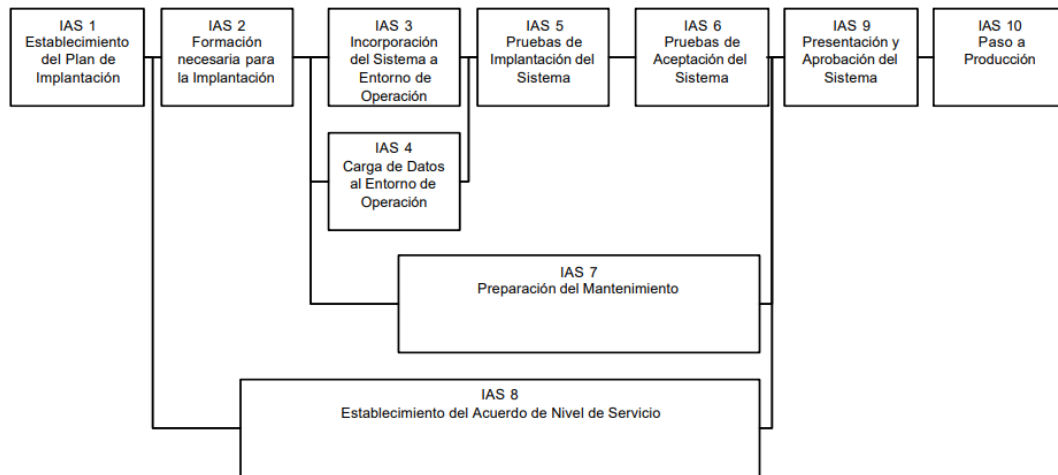 IAS 1
Establecimiento
del Plan de
Implantación
IAS 2
Formación
necesaria para
la Implantación
IAS 3
Incorporación
del Sistema a
Entorno de
Operación
IAS 5
Pruebas de
Implantación del
Sistema
IAS 6
Pruebas de
Aceptación del
Sistema
IAS 9
Presentación y
Aprobación del
Sistema
IAS 10
Paso a
Producción
IAS 4
Carga de Datos
al Entorno de
Operación
IAS 7
Preparación del Mantenimiento
IAS 8
Establecimiento del Acuerdo de Nivel de Servicio